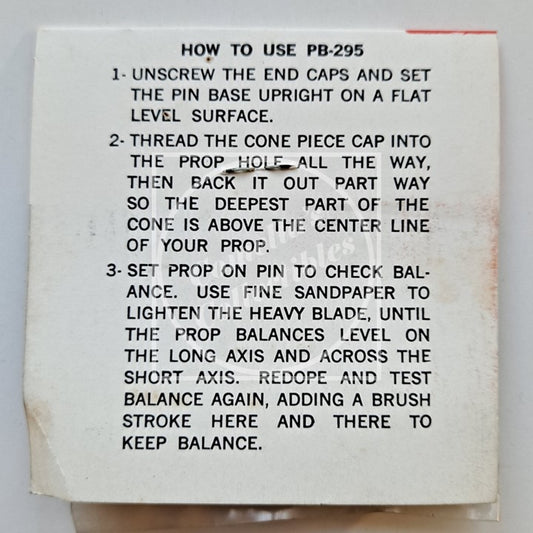 HOW TO USE PB-295
1- UNSCREW THE END CAPS AND SET
THE PIN BASE UPRIGHT ON A FLAT
LEVEL SURFACE.
2- THREAD THE CONE PIECE CAP INTO
THE PROP HOLE ALL THE WAY,
THEN BACK IT OUT PART WAY
SO THE DEEPEST PART OF THE
CONE IS ABOVE THE CENTER LINE
OF YOUR PROP.
3- SET PROP ON PIN TO CHECK BAL-
ANCE. USE FINE SANDPAPER TO
LIGHTEN THE HEAVY BLADE, UNTIL
THE PROP BALANCES LEVEL ON
THE LONG AXIS AND ACROSS THE
SHORT AXIS. REDOPE AND TEST
BALANCE AGAIN, ADDING A BRUSH
STROKE HERE AND THERE TO
KEEP BALANCE.